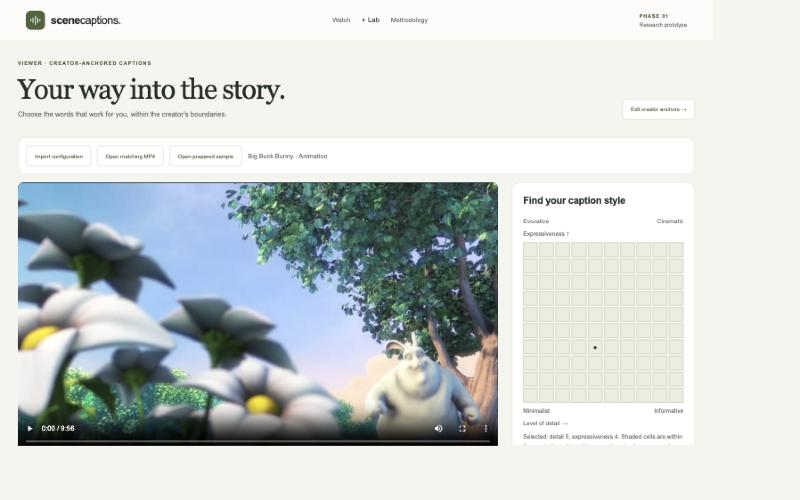 scenecaptions.
Watch
Lab
Methodology
PHASE 01
Research prototype
VIEWER · CREATOR-ANCHORED CAPTIONS
Your way into the story.
Choose the words that work for you, within the creator's boundaries.
Edit creator anchors →
Import configuration
Open matching MP4
Open prepared sample
Big Buck Bunny · Animation
Find your caption style
Evocative
Cinematic
Expressiveness ↑
Minimalist
Informative
Level of detail →
Selected: detail 5, expressiveness 4. Shaded cells are within
0:00 / 9:56